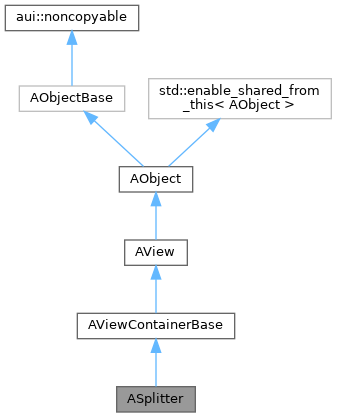 aui::noncopyable
AObjectBase
std::enable_shared_from
_this< AObject >
AObject
AView
AViewContainerBase
ASplitter